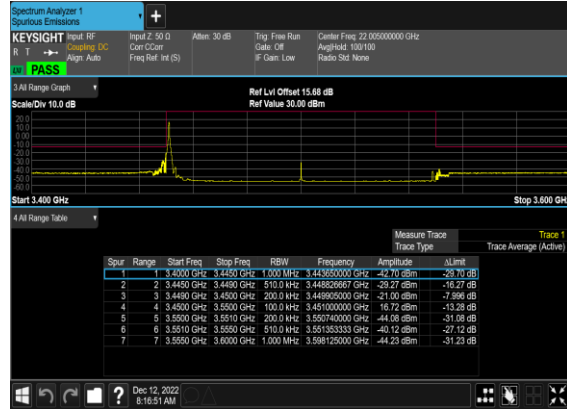 Spectrum Analyzer 1
Spurious Emissions
KEYSIGHT Input: RF Input Z: 50 Ω Atten: 30 dB Trig: Free Run Center Freq: 22.005000000 GHz
R T Coupling: DC Corr CCorr Gate: Off Avg|Hold: 100/100
Align: Auto Freq Ref: Int (S) IF Gain: Low Radio Std: None
PASS
3 All Range Graph Ref Lvl Offset 15.68 dB
Scale/Div 10.0 dB Ref Value 30.00 dBm
20.0
10.0
0.00
-10.0
-20.0
-30.0
-40.0
-50.0
-60.0
Start 3.400 GHz Stop 3.600 GH
4 All Range Table
Measure Trace Trace 1
Trace Type Trace Average (Active)
Spur Range Start Freq Stop Freq RBW Frequency Amplitude ΔLimit
1 1 3.4000 GHz 3.4450 GHz 1.000 MHz 3.443650000 GHz -42.70 dBm -29.70 dB
2 2 3.4450 GHz 3.4490 GHz 510.0 kHz 3.448826667 GHz -29.27 dBm -16.27 dB
3 3 3.4490 GHz 3.4500 GHz 200.0 kHz 3.449905000 GHz -21.00 dBm -7.996 dB
4 4 3.4500 GHz 3.5500 GHz 100.0 kHz 3.451000000 GHz 16.72 dBm -13.28 dB
5 5 3.5500 GHz 3.5510 GHz 200.0 kHz 3.550740000 GHz -44.08 dBm -31.08 dB
6 6 3.5510 GHz 3.5550 GHz 510.0 kHz 3.551353333 GHz -40.12 dBm -27.12 dB
7 7 3.5550 GHz 3.6000 GHz 1.000 MHz 3.598125000 GHz -44.23 dBm -31.23 dB
? Dec 12, 2022
8:16:51 AM